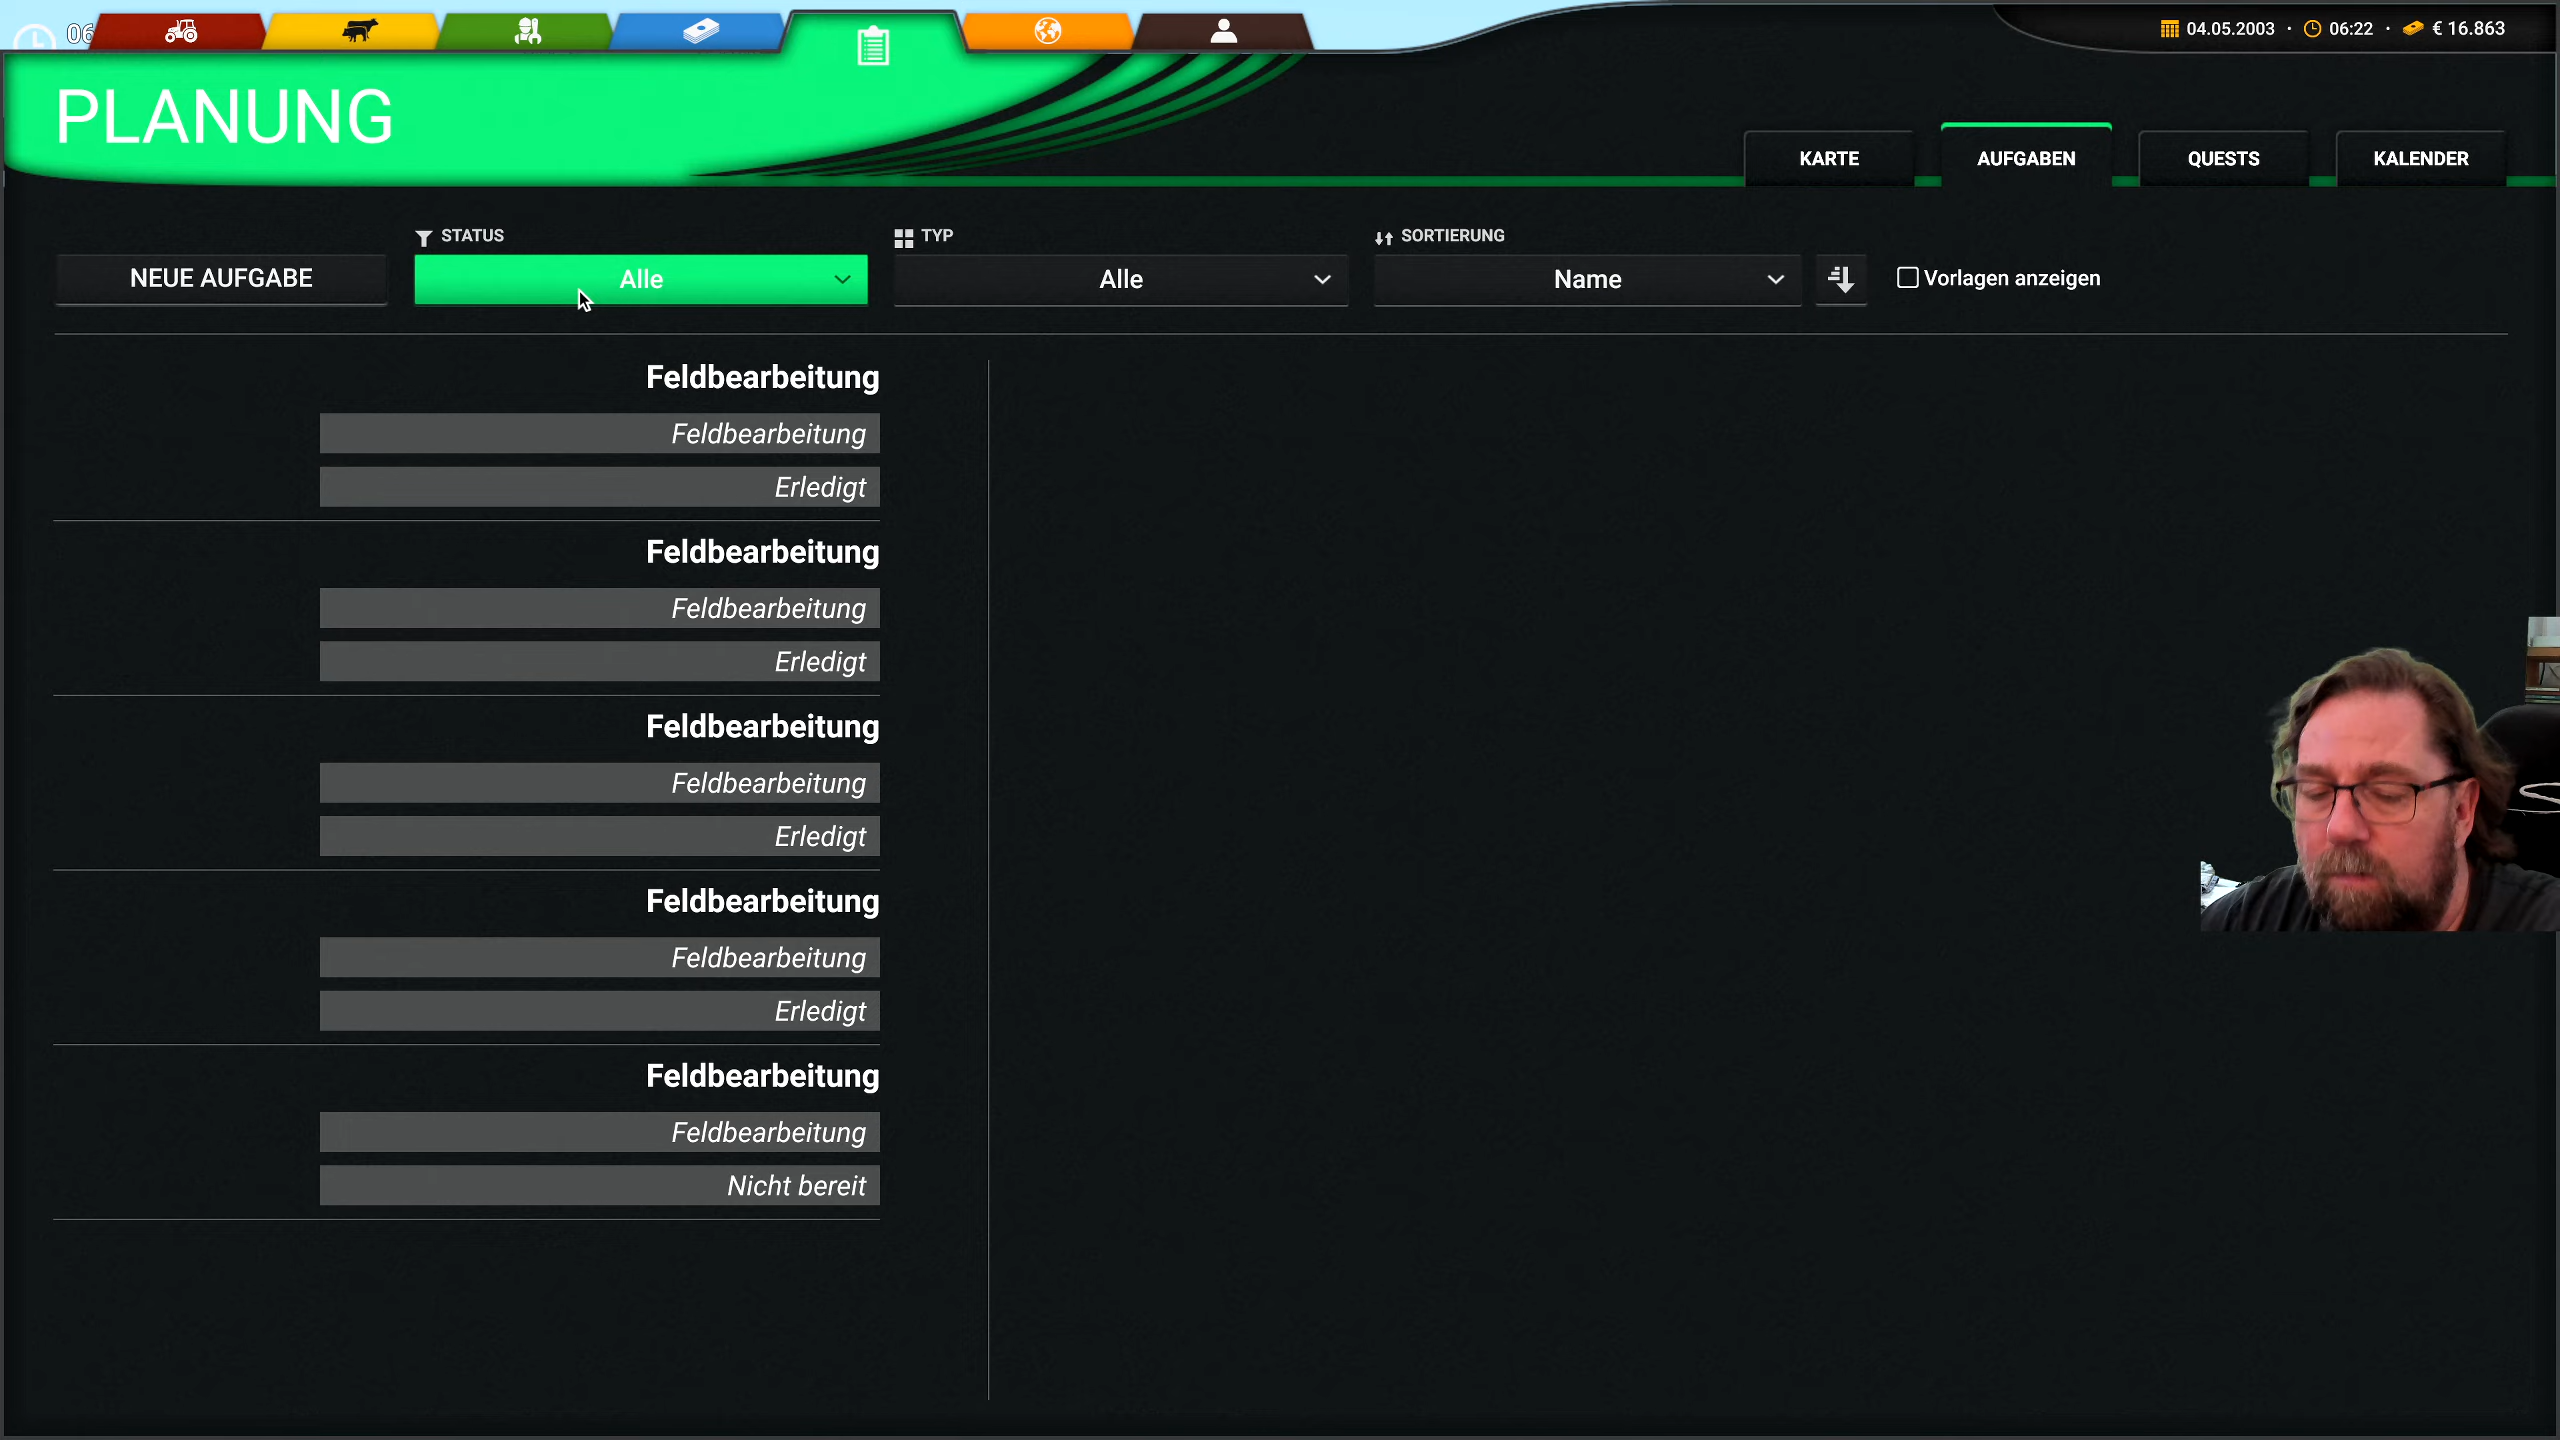 06
04.05.2003 · 06:22 · € 16.863
PLANUNG
KARTE
AUFGABEN
QUESTS
KALENDER
STATUS
TYP
SORTIERUNG
NEUE AUFGABE
Alle
Alle
Name
Vorlagen anzeigen
Feldbearbeitung
Feldbearbeitung
Erledigt
Feldbearbeitung
Feldbearbeitung
Erledigt
Feldbearbeitung
Feldbearbeitung
Erledigt
Feldbearbeitung
Feldbearbeitung
Erledigt
Feldbearbeitung
Feldbearbeitung
Nicht bereit